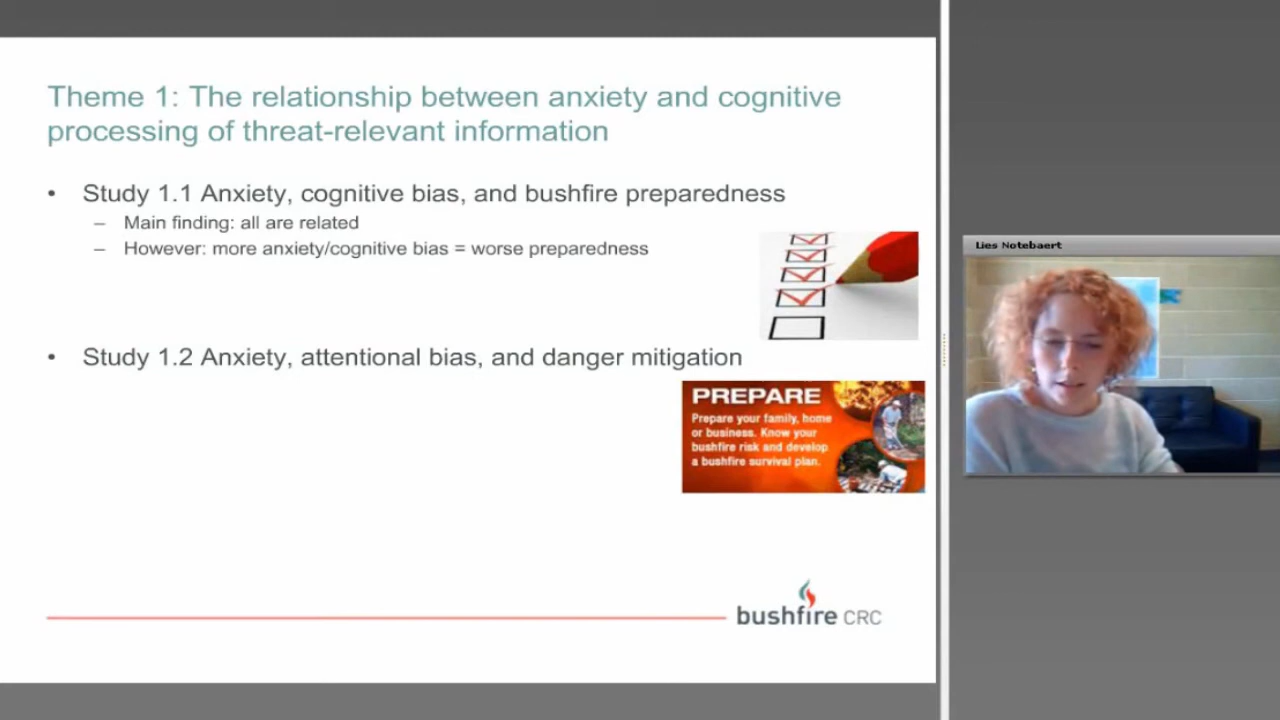 Theme 1: The relationship between anxiety and cognitive
processing of threat-relevant information
• Study 1.1 Anxiety, cognitive bias, and bushfire preparedness
– Main finding: all are related
– However: more anxiety/cognitive bias = worse preparedness
• Study 1.2 Anxiety, attentional bias, and danger mitigation
PREPARE
Prepare your family, home
or business. Know your
bushfire risk and develop
a bushfire survival plan.
bushfire CRC
Lies Notebaert